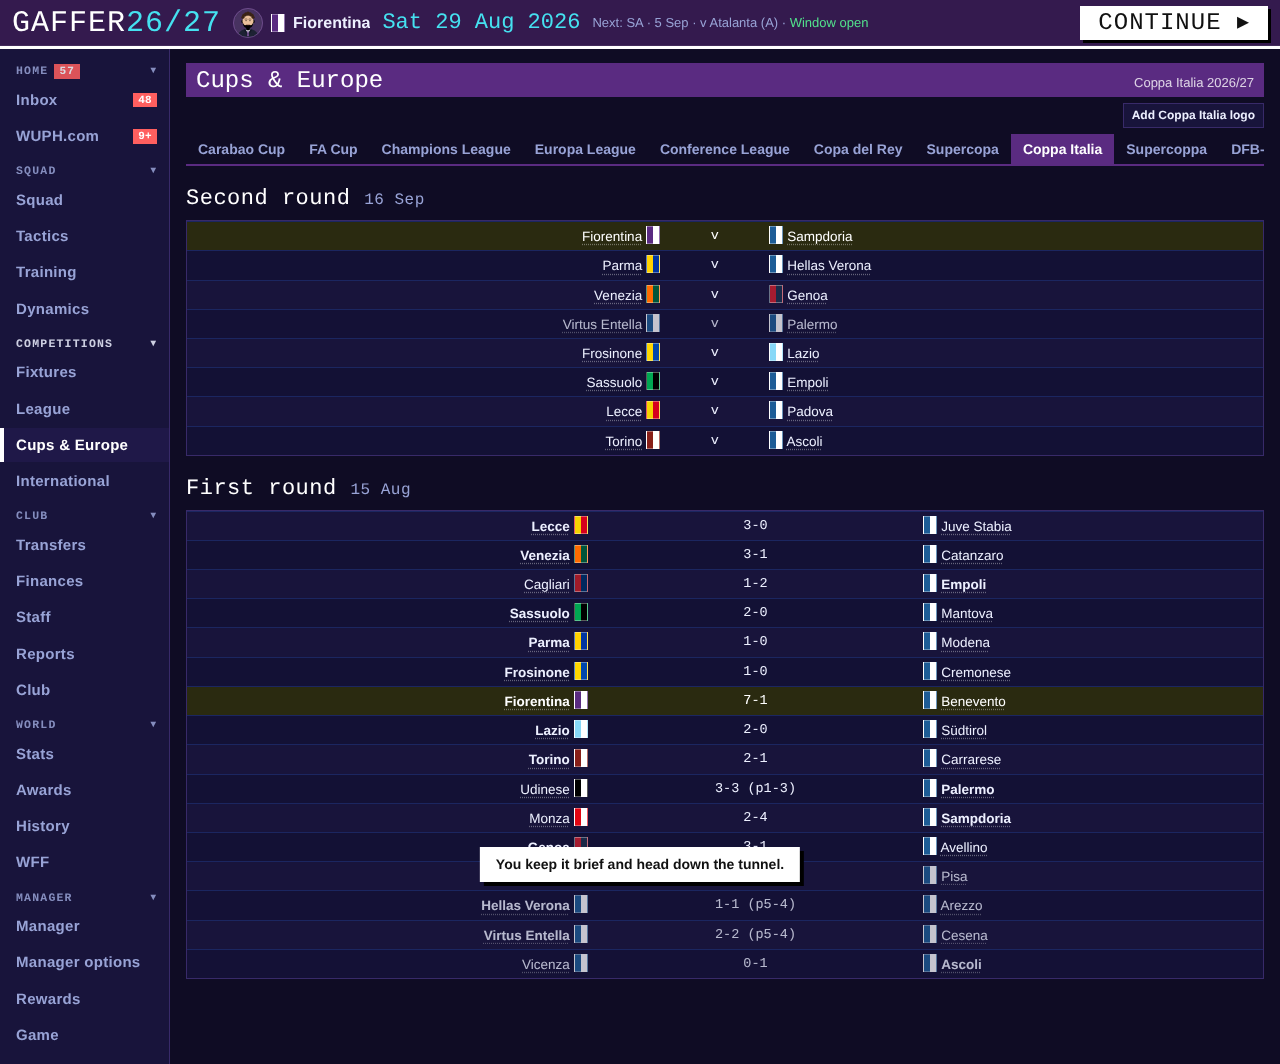 GAFFER26/27 Fiorentina Sat 29 Aug 2026 Next: SA · 5 Sep · v Atalanta (A) · Window open CONTINUE ▶
HOME 57 ▼
Inbox 48
WUPH.com 9+
SQUAD ▼
Squad
Tactics
Training
Dynamics
COMPETITIONS ▼
Fixtures
League
Cups & Europe
International
CLUB ▼
Transfers
Finances
Staff
Reports
Club
WORLD ▼
Stats
Awards
History
WFF
MANAGER ▼
Manager
Manager options
Rewards
Game
Cups & Europe Coppa Italia 2026/27
Add Coppa Italia logo
Carabao Cup FA Cup Champions League Europa League Conference League Copa del Rey Supercopa Coppa Italia Supercoppa DFB-
Second round 16 Sep
Fiorentina v Sampdoria
Parma v Hellas Verona
Venezia v Genoa
Virtus Entella v Palermo
Frosinone v Lazio
Sassuolo v Empoli
Lecce v Padova
Torino v Ascoli
First round 15 Aug
Lecce 3-0 Juve Stabia
Venezia 3-1 Catanzaro
Cagliari 1-2 Empoli
Sassuolo 2-0 Mantova
Parma 1-0 Modena
Frosinone 1-0 Cremonese
Fiorentina 7-1 Benevento
Lazio 2-0 Südtirol
Torino 2-1 Carrarese
Udinese 3-3 (p1-3) Palermo
Monza 2-4 Sampdoria
Genoa 3-1 Avellino
You keep it brief and head down the tunnel.
Pisa
Hellas Verona 1-1 (p5-4) Arezzo
Virtus Entella 2-2 (p5-4) Cesena
Vicenza 0-1 Ascoli